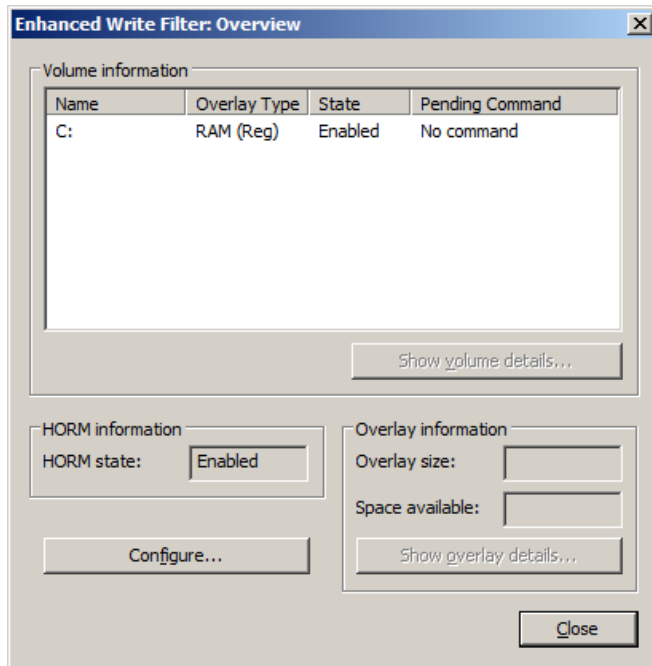 Enhanced Write Filter: Overview
Volume information
Name Overlay Type State Pending Command
C: RAM (Reg) Enabled No command
Show volume details...
HORM information
HORM state: Enabled
Overlay information
Overlay size:
Space available:
Configure...
Show overlay details...
Close